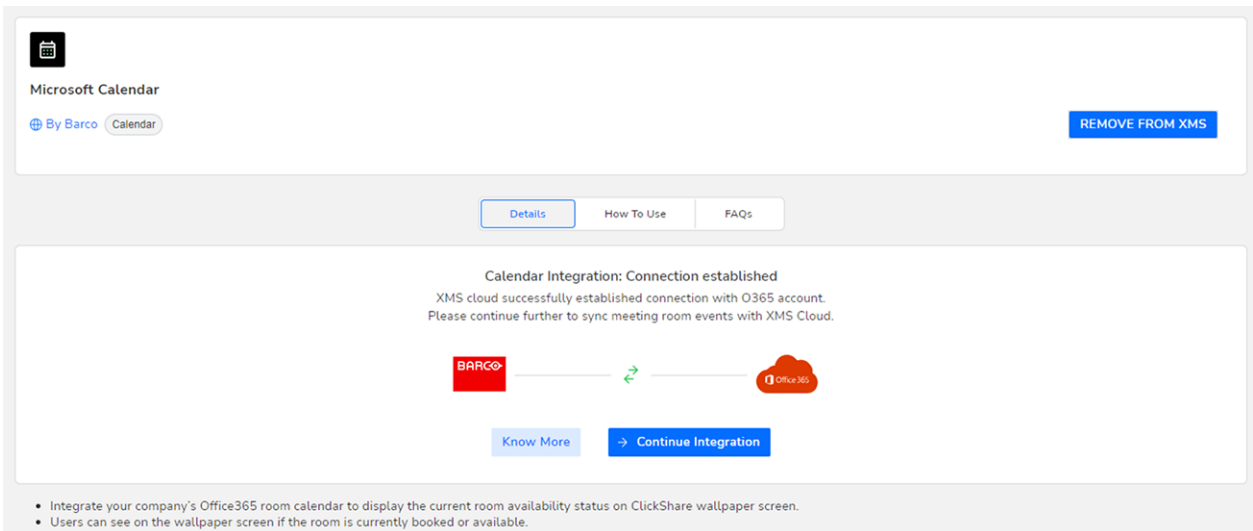 Microsoft Calendar
By Barco Calendar
REMOVE FROM XMS
Details How To Use FAQs
Calendar Integration: Connection established
XMS cloud successfully established connection with O365 account.
Please continue further to sync meeting room events with XMS Cloud.
BARCO
Office 365
Know More → Continue Integration
• Integrate your company's Office365 room calendar to display the current room availability status on ClickShare wallpaper screen.
• Users can see on the wallpaper screen if the room is currently booked or available.